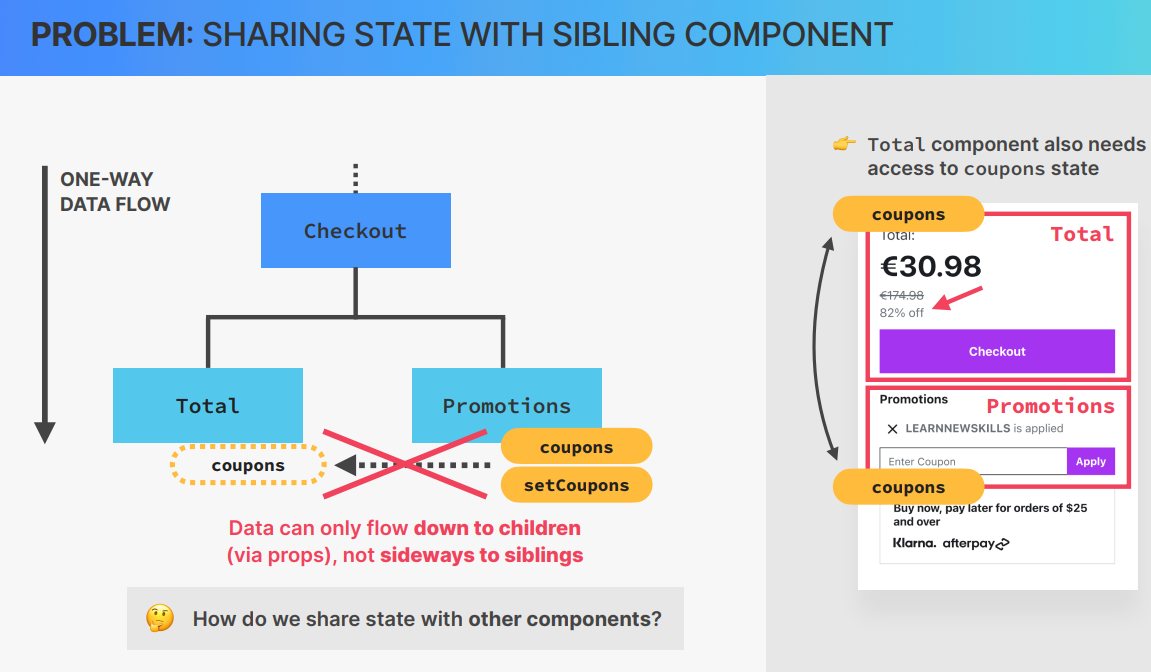 PROBLEM: SHARING STATE WITH SIBLING COMPONENT
ONE-WAY
DATA FLOW
Checkout
Total
Promotions
coupons
coupons
setCoupons
Data can only flow down to children
(via props), not sideways to siblings
How do we share state with other components?
Total component also needs
access to coupons state
coupons
Total:
Total
€30.98
€174.98
82% off
Checkout
Promotions
Promotions
LEARNNEWSKILLS is applied
Enter Coupon
Apply
coupons
Buy now, pay later for orders of $25
and over
Klarna. afterpay